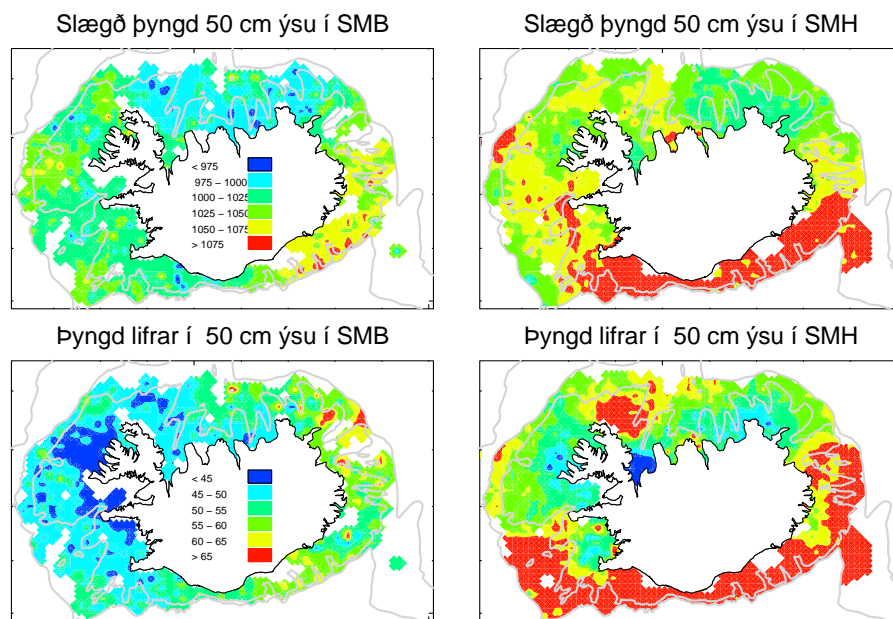 Slægð þyngd 50 cm ýsu í SMB
Slægð þyngd 50 cm ýsu í SMH
< 975
975 − 1000
1000 − 1025
1025 − 1050
1050 − 1075
> 1075
Þyngd lifrar í 50 cm ýsu í SMB
Þyngd lifrar í 50 cm ýsu í SMH
< 45
45 − 50
50 − 55
55 − 60
60 − 65
> 65